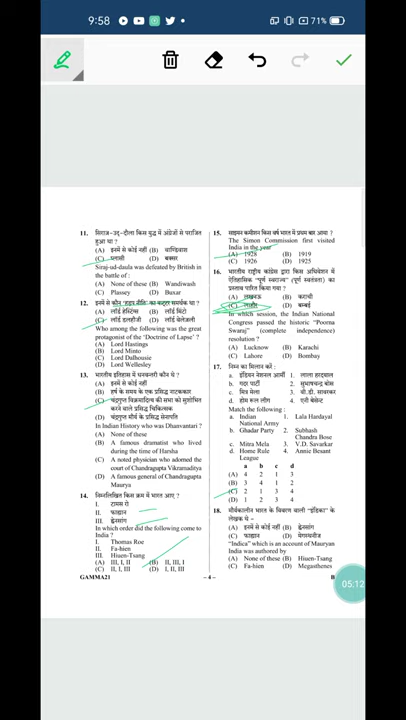 9:58
71%
11. सिराज-उद्-दौला किस युद्ध में अंग्रेजों से पराजित
हुआ था ?
(A) इनमें से कोई नहीं (B) वाण्डिवाश
(C) प्लासी (D) बक्सर
Siraj-ud-daula was defeated by British in
the battle of :
(A) None of these (B) Wandiwash
(C) Plassey (D) Buxar
12. इनमें से कौन 'हड़प नीति' का कट्टर समर्थक था ?
(A) लॉर्ड हेस्टिंग्स (B) लॉर्ड मिंटो
(C) लॉर्ड डलहौजी (D) लॉर्ड वेलेजली
Who among the following was the great
protagonist of the 'Doctrine of Lapse' ?
(A) Lord Hastings
(B) Lord Minto
(C) Lord Dalhousie
(D) Lord Wellesley
13. भारतीय इतिहास में धनवन्तरी कौन थे ?
(A) इनमें से कोई नहीं
(B) हर्ष के समय के एक प्रसिद्ध नाटककार
(C) चंद्रगुप्त विक्रमादित्य की सभा को सुशोभित
करने वाले प्रसिद्ध चिकित्सक
(D) चंद्रगुप्त मौर्य के प्रसिद्ध सेनापति
In Indian History who was Dhanvantari ?
(A) None of these
(B) A famous dramatist who lived
during the time of Harsha
(C) A noted physician who adorned the
court of Chandragupta Vikramaditya
(D) A famous general of Chandragupta
Maurya
14. निम्नलिखित किस क्रम में भारत आए ?
I. टामस रो
II. फाह्यान
III. ह्वेनसांग
In which order did the following come to
India ?
I. Thomas Roe
II. Fa-hien
III. Hiuen-Tsang
(A) III, I, II (B) II, III, I
(C) II, I, III (D) I, II, III
GAMMA21
15. साइमन कमीशन किस वर्ष भारत में प्रथम बार आया ?
The Simon Commission first visited
India in the year
(A) 1928 (B) 1919
(C) 1926 (D) 1925
16. भारतीय राष्ट्रीय कांग्रेस द्वारा किस अधिवेशन में
ऐतिहासिक "पूर्ण स्वराज्य" (पूर्ण स्वतंत्रता) का
प्रस्ताव पारित किया गया ?
(A) लखनऊ (B) कराची
(C) लाहौर (D) बम्बई
In which session, the Indian National
Congress passed the historic "Poorna
Swaraj" (complete independence)
resolution ?
(A) Lucknow (B) Karachi
(C) Lahore (D) Bombay
17. निम्न का मिलान करें :
a. इंडियन नेशनल आर्मी 1. लाला हरदयाल
b. गदर पार्टी 2. सुभाषचन्द्र बोस
c. मित्र मेला 3. वी.डी. सावरकर
d. होम रूल लीग 4. एनी बेसेन्ट
Match the following :
a. Indian 1. Lala Hardayal
National Army
b. Ghadar Party 2. Subhash
Chandra Bose
c. Mitra Mela 3. V.D. Savarkar
d. Home Rule 4. Annie Besant
League
a b c d
(A) 4 2 1 3
(B) 3 4 1 2
(C) 2 1 3 4
(D) 1 2 3 4
18. मौर्यकालीन भारत के विवरण वाली "इंडिका" के
लेखक थे -
(A) इनमें से कोई नहीं (B) ह्वेनसांग
(C) फाह्यान (D) मेगस्थनीज
"Indica" which is an account of Mauryan
India was authored by
(A) None of these (B) Hiuen-Tsang
(C) Fa-hien (D) Megasthenes
– 4 –
B
05:12